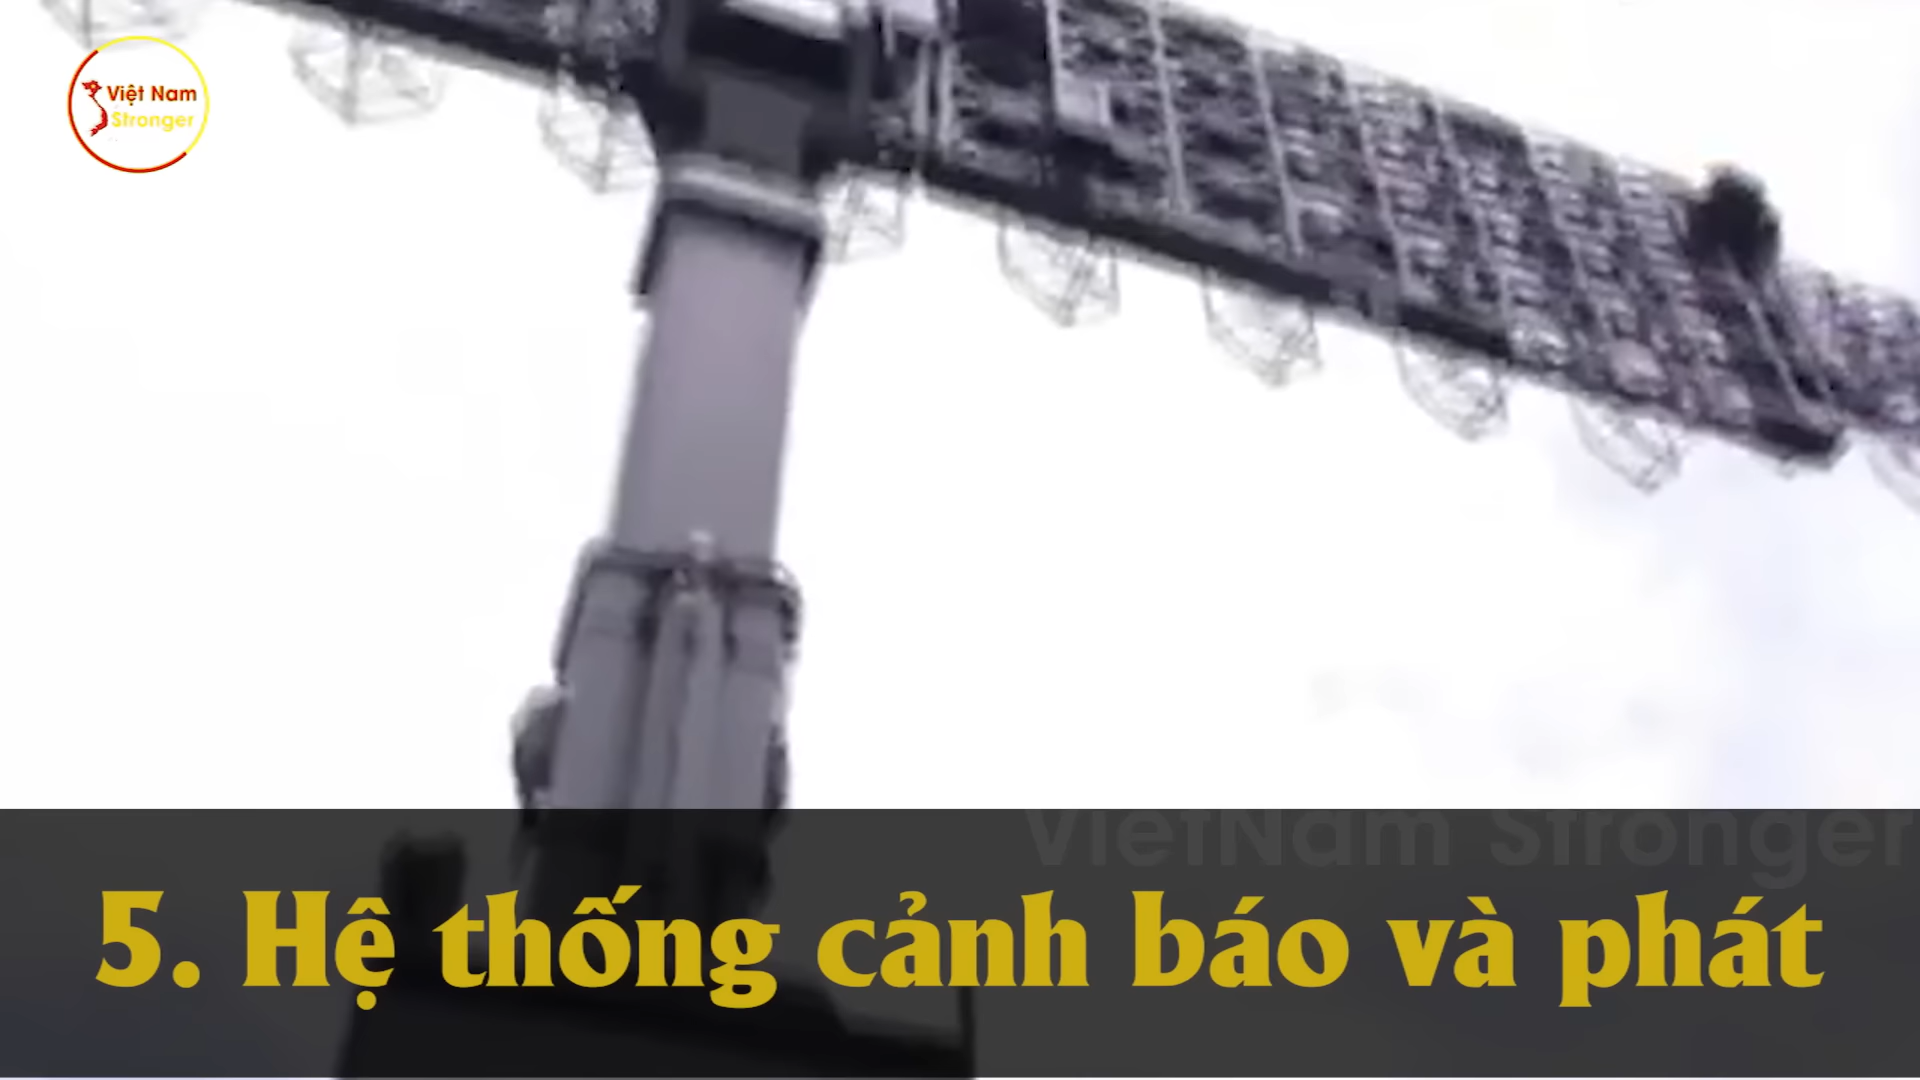 Việt Nam
Stronger
VietNam Stronger
5. Hệ thống cảnh báo và phát